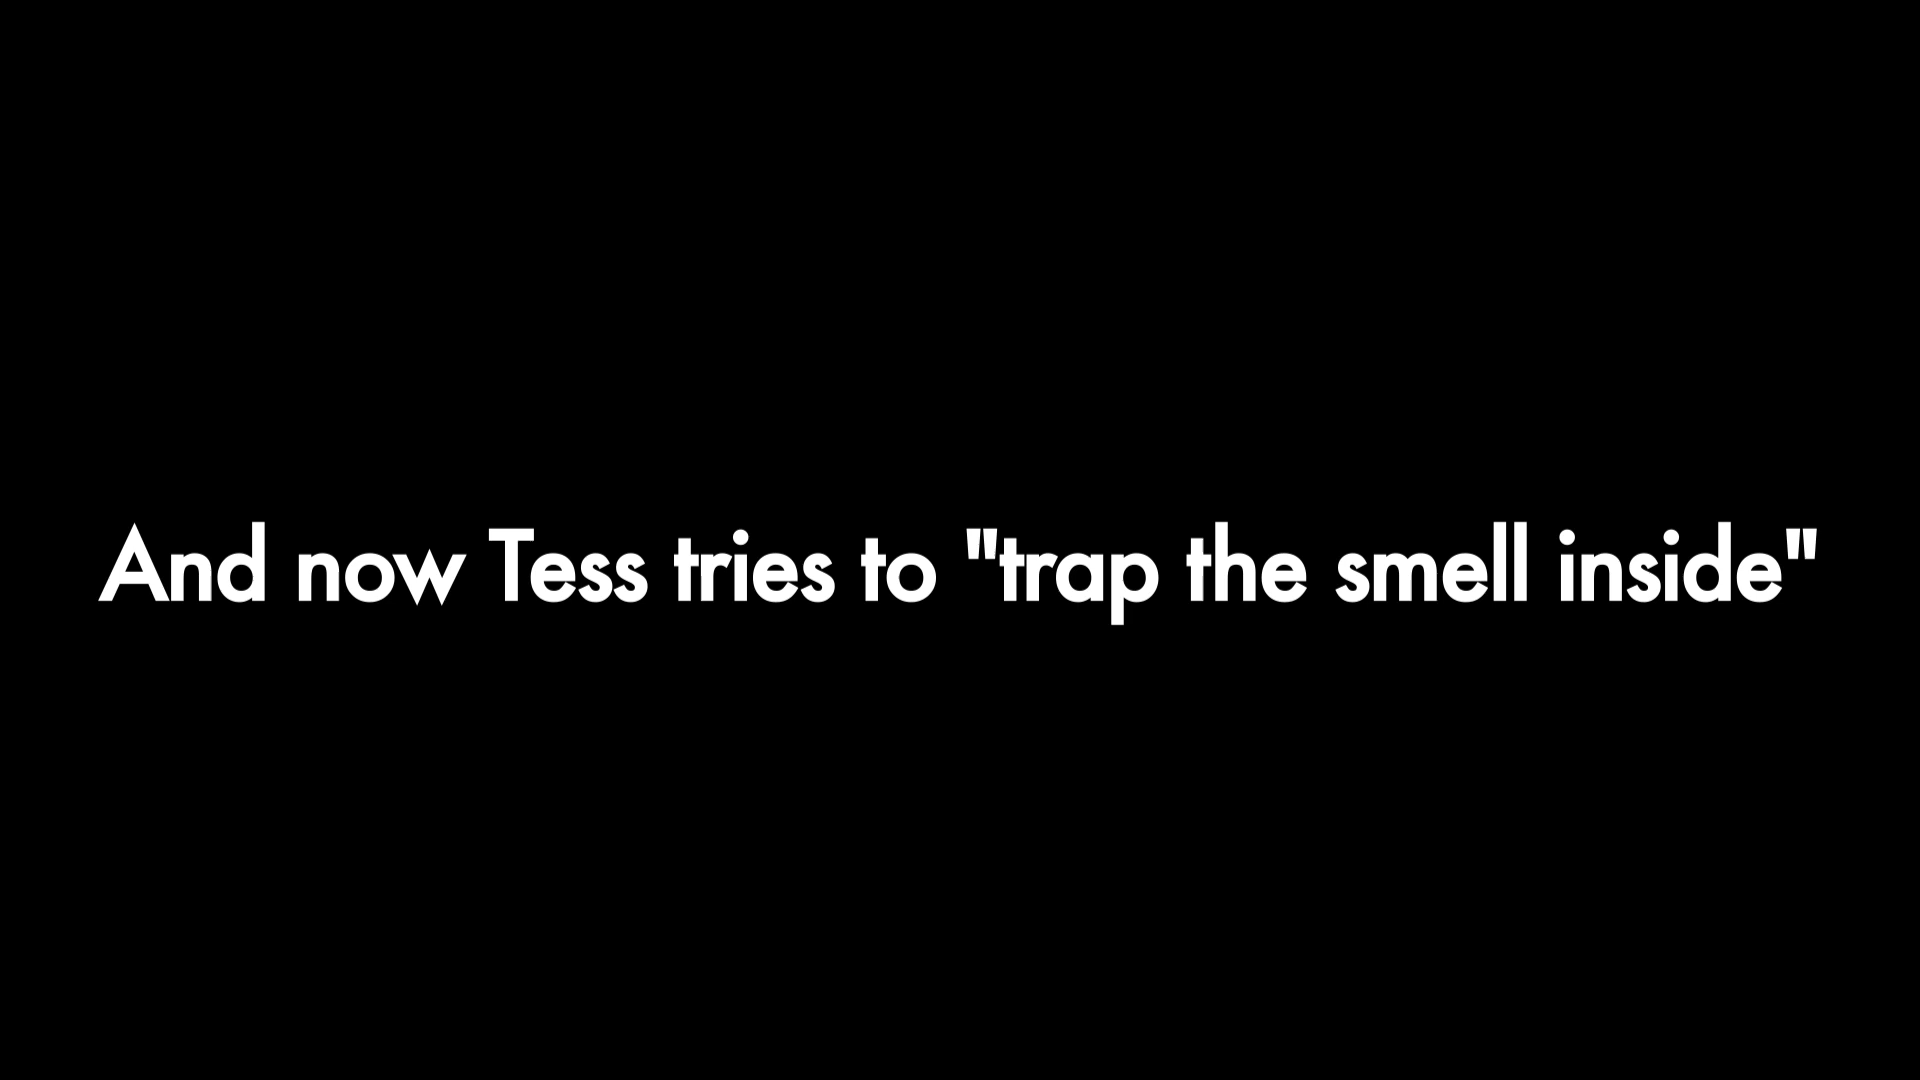 And now Tess tries to "trap the smell inside"